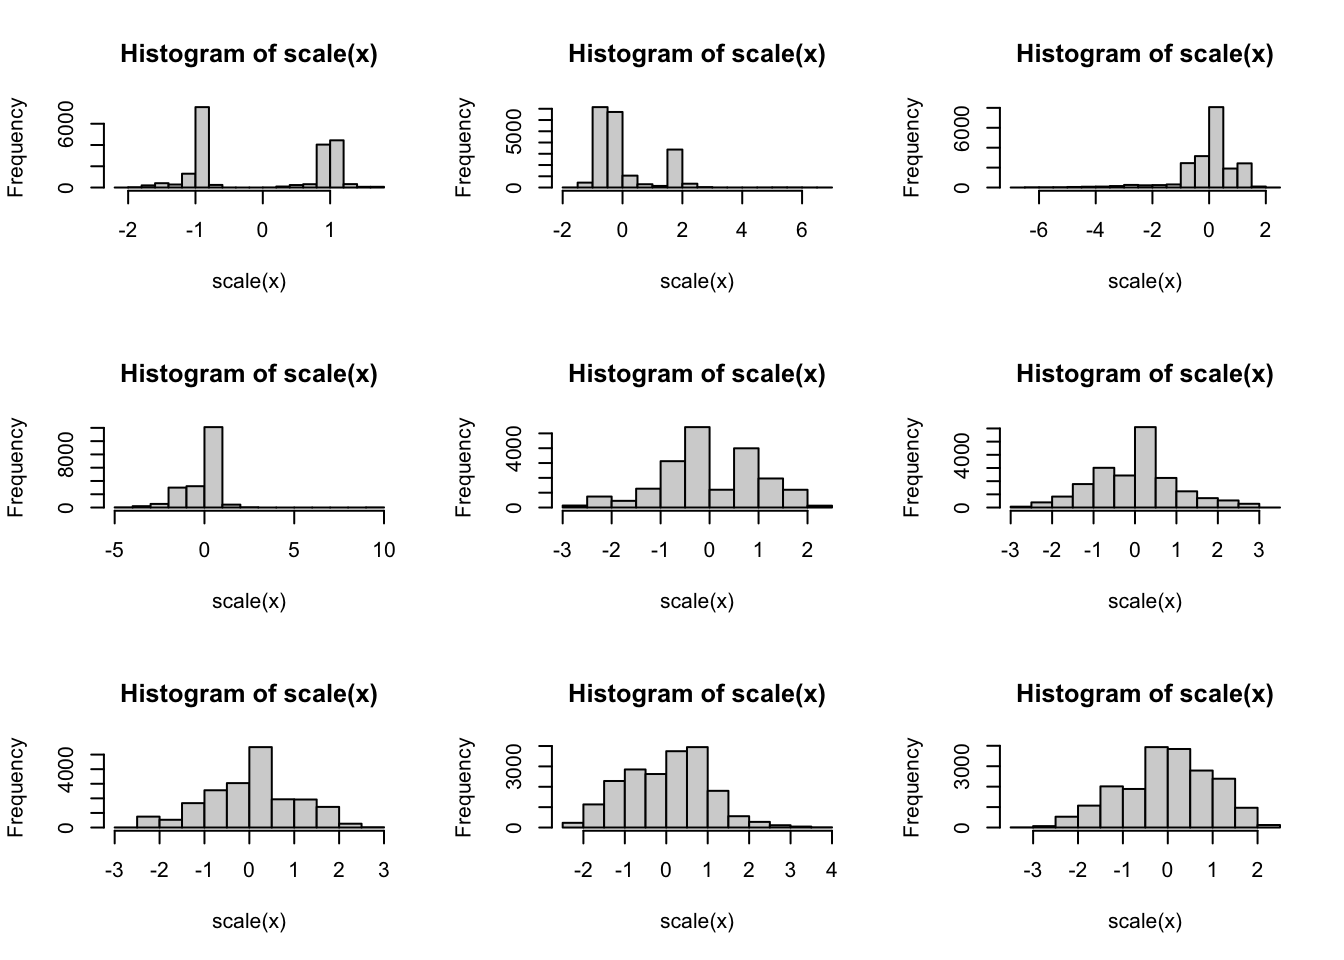 Histogram of scale(x)
Frequency
0
6000
-2 -1 0 1
scale(x)
Histogram of scale(x)
Frequency
0
5000
-2 0 2 4 6
scale(x)
Histogram of scale(x)
Frequency
0
6000
-6 -4 -2 0 2
scale(x)
Histogram of scale(x)
Frequency
0
8000
-5 0 5 10
scale(x)
Histogram of scale(x)
Frequency
0
4000
-3 -2 -1 0 1 2
scale(x)
Histogram of scale(x)
Frequency
0
4000
-3 -2 -1 0 1 2 3
scale(x)
Histogram of scale(x)
Frequency
0
4000
-3 -2 -1 0 1 2 3
scale(x)
Histogram of scale(x)
Frequency
0
3000
-2 -1 0 1 2 3 4
scale(x)
Histogram of scale(x)
Frequency
0
3000
-3 -2 -1 0 1 2
scale(x)